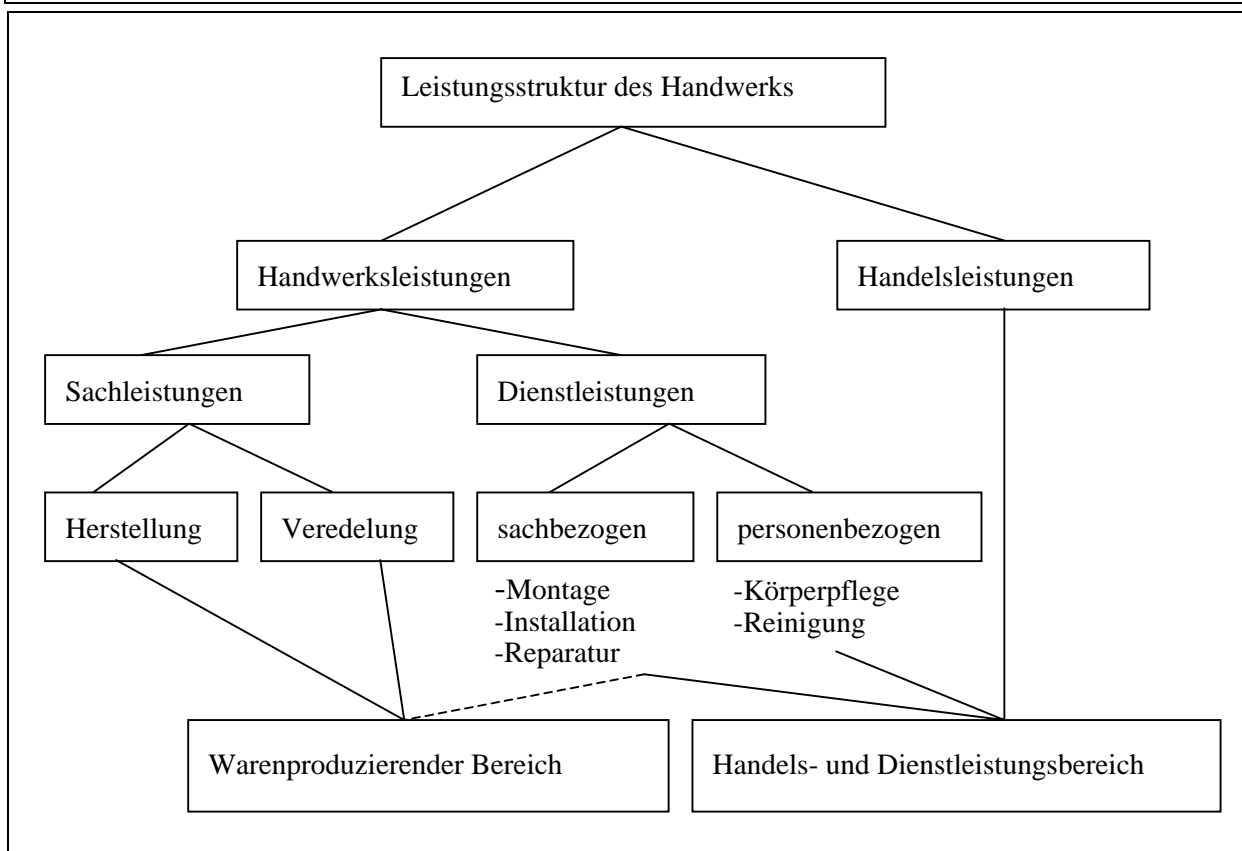 Leistungsstruktur des Handwerks
Handwerksleistungen
Handelsleistungen
Sachleistungen
Dienstleistungen
Herstellung
Veredelung
sachbezogen
personenbezogen
-Montage
-Installation
-Reparatur
-Körperpflege
-Reinigung
Warenproduzierender Bereich
Handels- und Dienstleistungsbereich